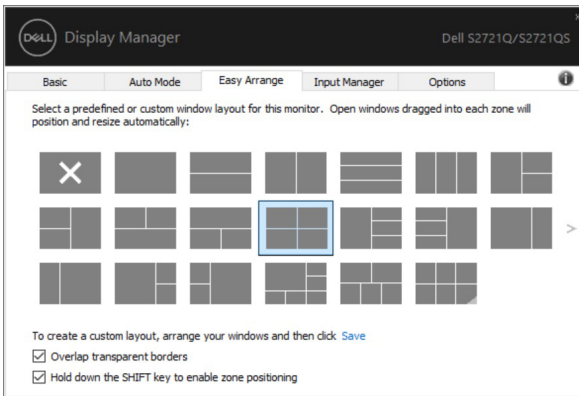 DELL Display Manager Dell S2721Q/S2721QS
Basic Auto Mode Easy Arrange Input Manager Options
Select a predefined or custom window layout for this monitor. Open windows dragged into each zone will
position and resize automatically:
To create a custom layout, arrange your windows and then click Save
Overlap transparent borders
Hold down the SHIFT key to enable zone positioning